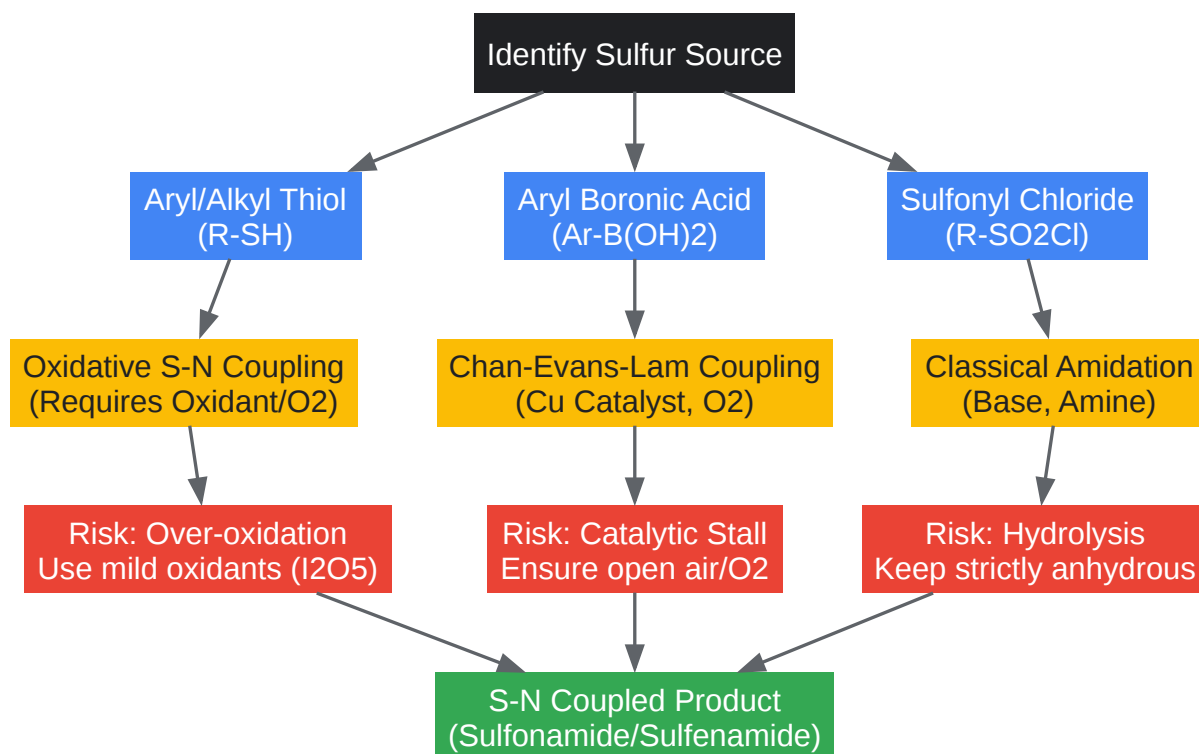 Identify Sulfur Source
Aryl/Alkyl Thiol
(R-SH)
Aryl Boronic Acid
(Ar-B(OH)2)
Sulfonyl Chloride
(R-SO2Cl)
Oxidative S-N Coupling
(Requires Oxidant/O2)
Chan-Evans-Lam Coupling
(Cu Catalyst, O2)
Classical Amidation
(Base, Amine)
Risk: Over-oxidation
Use mild oxidants (I2O5)
Risk: Catalytic Stall
Ensure open air/O2
Risk: Hydrolysis
Keep strictly anhydrous
S-N Coupled Product
(Sulfonamide/Sulfenamide)